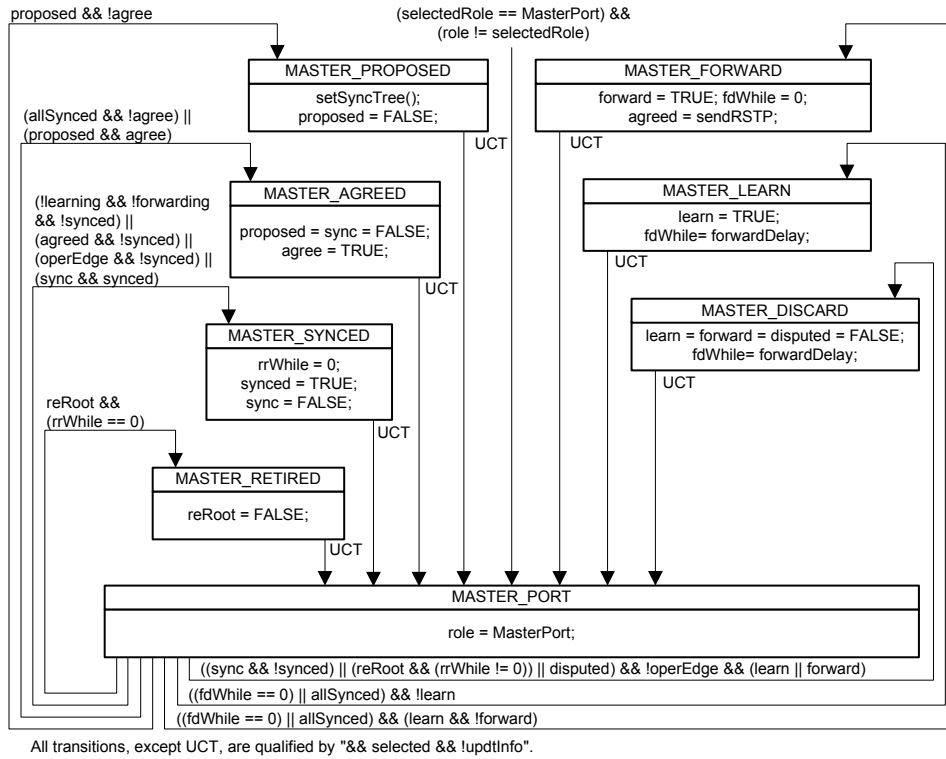 proposed && !agree
(selectedRole == MasterPort) &&
(role != selectedRole)
MASTER_PROPOSED
setSyncTree();
proposed = FALSE;
UCT
MASTER_FORWARD
forward = TRUE; fdWhile = 0;
agreed = sendRSTP;
UCT
(allSynced && !agree) ||
(proposed && agree)
MASTER_AGREED
proposed = sync = FALSE;
agree = TRUE;
UCT
MASTER_LEARN
learn = TRUE;
fdWhile= forwardDelay;
UCT
(!learning && !forwarding
&& !synced) ||
(agreed && !synced) ||
(operEdge && !synced) ||
(sync && synced)
MASTER_SYNCED
rrWhile = 0;
synced = TRUE;
sync = FALSE;
UCT
MASTER_DISCARD
learn = forward = disputed = FALSE;
fdWhile= forwardDelay;
UCT
reRoot &&
(rrWhile == 0)
MASTER_RETIRED
reRoot = FALSE;
UCT
MASTER_PORT
role = MasterPort;
((sync && !synced) || (reRoot && (rrWhile != 0)) || disputed) && !operEdge && (learn || forward)
((fdWhile == 0) || allSynced) && !learn
((fdWhile == 0) || allSynced) && (learn && !forward)
All transitions, except UCT, are qualified by "&& selected && !updtInfo".